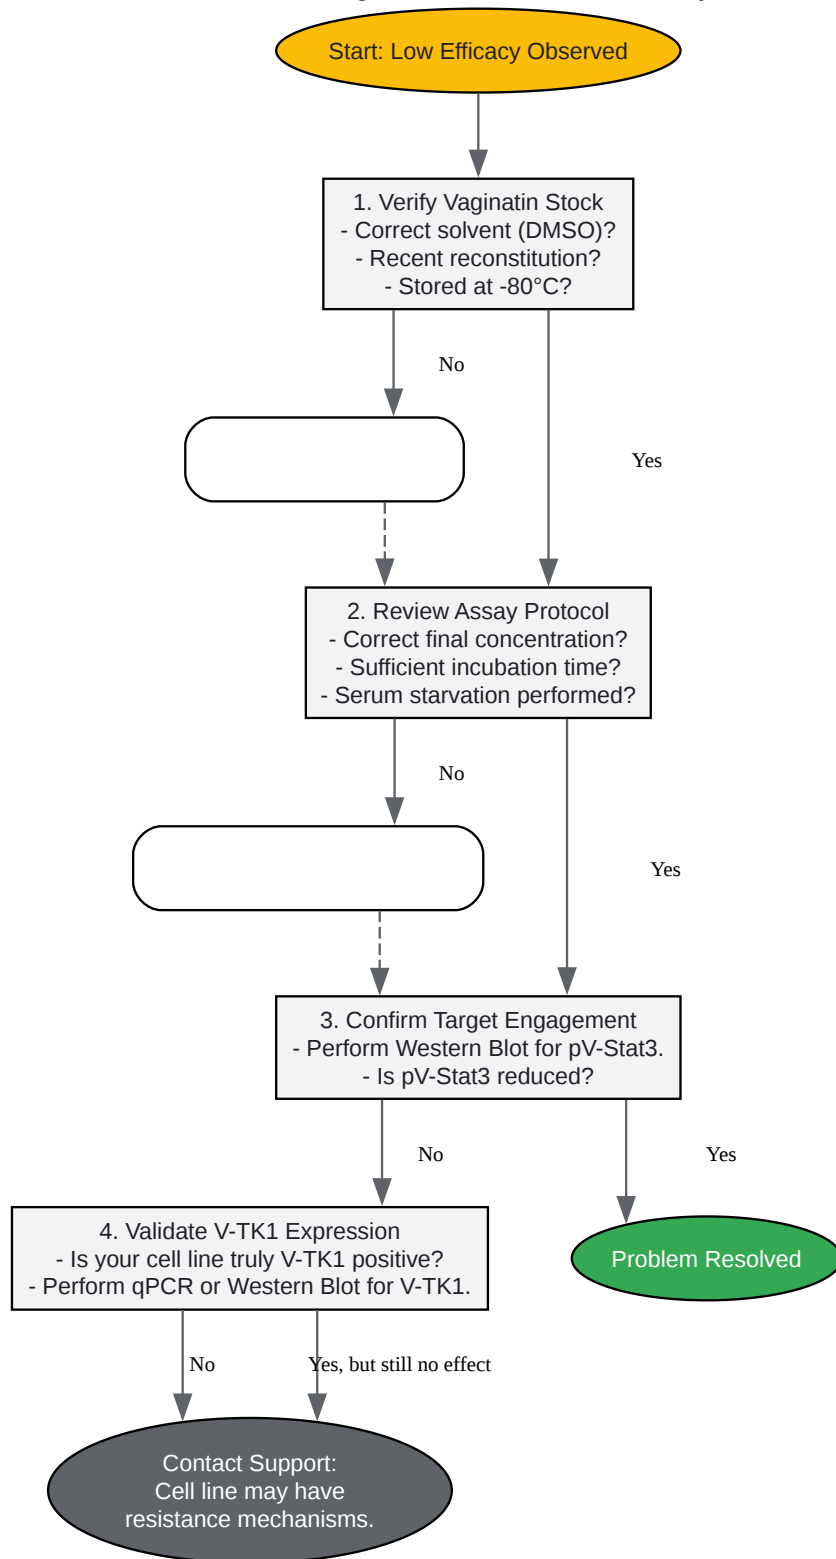 Start: Low Efficacy Observed
1. Verify Vaginatin Stock
- Correct solvent (DMSO)?
- Recent reconstitution?
- Stored at -80°C?
No
Yes
2. Review Assay Protocol
- Correct final concentration?
- Sufficient incubation time?
- Serum starvation performed?
No
Yes
3. Confirm Target Engagement
- Perform Western Blot for pV-Stat3.
- Is pV-Stat3 reduced?
No
Yes
4. Validate V-TK1 Expression
- Is your cell line truly V-TK1 positive?
- Perform qPCR or Western Blot for V-TK1.
Problem Resolved
No
Yes, but still no effect
Contact Support:
Cell line may have
resistance mechanisms.